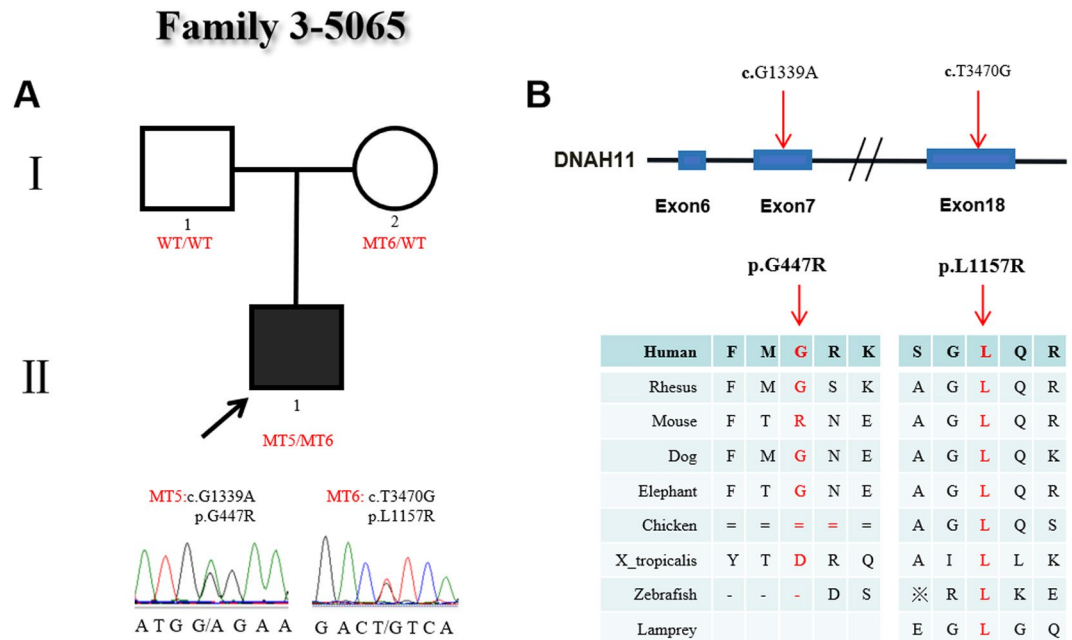 Family 3-5065
A
I
1
WT/WT
2
MT6/WT
II
1
MT5/MT6
MT5:c.G1339A
p.G447R
MT6: c.T3470G
p.L1157R
A T G G/A G A A
G A C T/G T C A
B
c.G1339A
c.T3470G
DNAH11
Exon6
Exon7
Exon18
p.G447R
p.L1157R
Human F M G R K S G L Q R
Rhesus F M G S K A G L Q R
Mouse F T R N E A G L Q R
Dog F M G N E A G L Q K
Elephant F T G N E A G L Q R
Chicken = = = = = A G L Q S
X_tropicalis Y T D R Q A I L L K
Zebrafish - - - D S ※ R L K E
Lamprey E G L G Q